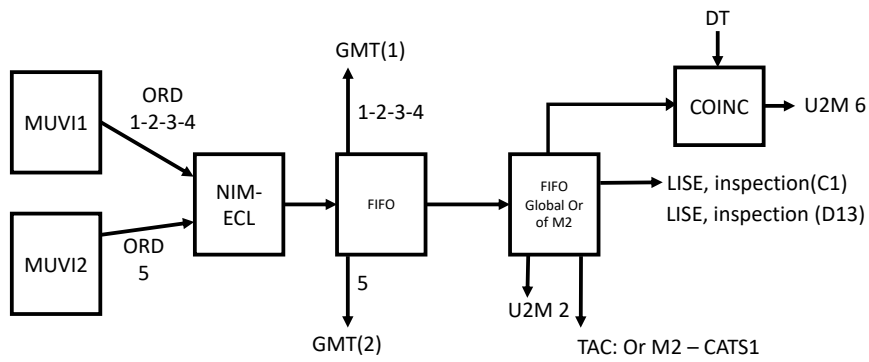 DT
GMT(1)
ORD
1-2-3-4
MUVI1
1-2-3-4
COINC
U2M 6
NIM-
ECL
FIFO
FIFO
Global Or
of M2
LISE, inspection(C1)
LISE, inspection (D13)
MUVI2
ORD
5
5
U2M 2
GMT(2)
TAC: Or M2 – CATS1